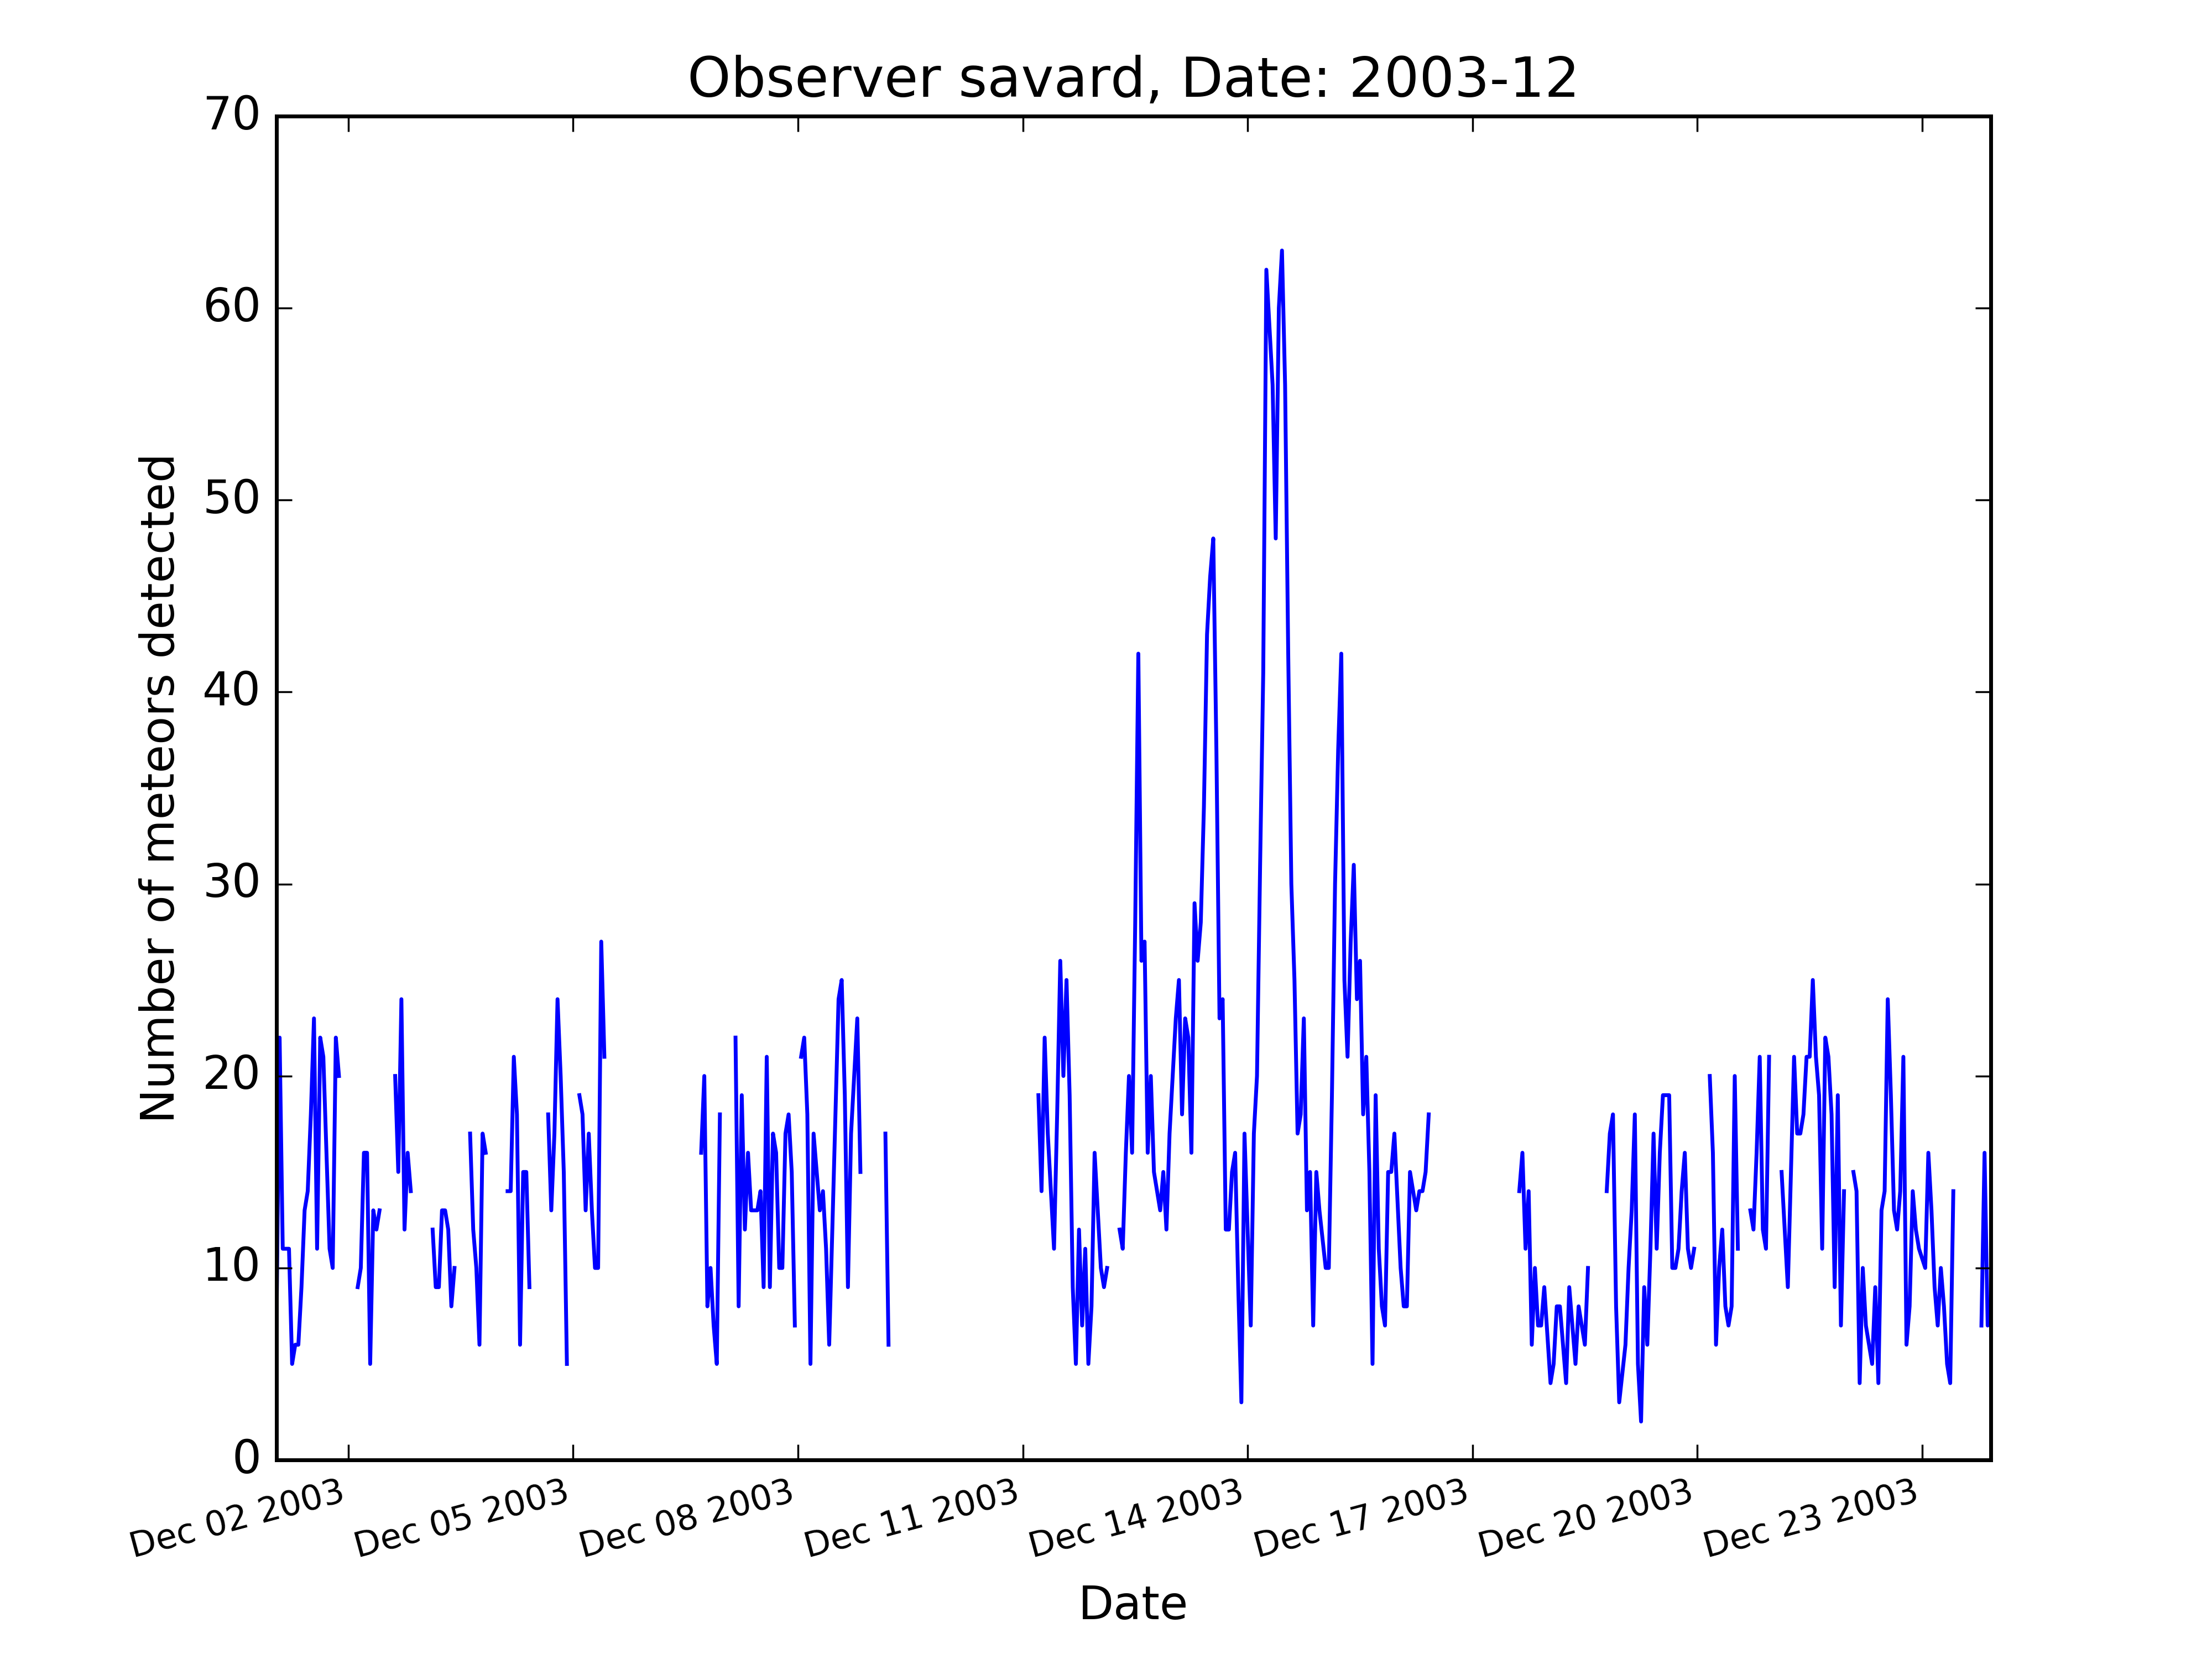 Observer savard, Date: 2003-12
70
60
50
40
30
20
10
0
Number of meteors detected
Dec 02 2003
Dec 05 2003
Dec 08 2003
Dec 11 2003
Dec 14 2003
Dec 17 2003
Dec 20 2003
Dec 23 2003
Date